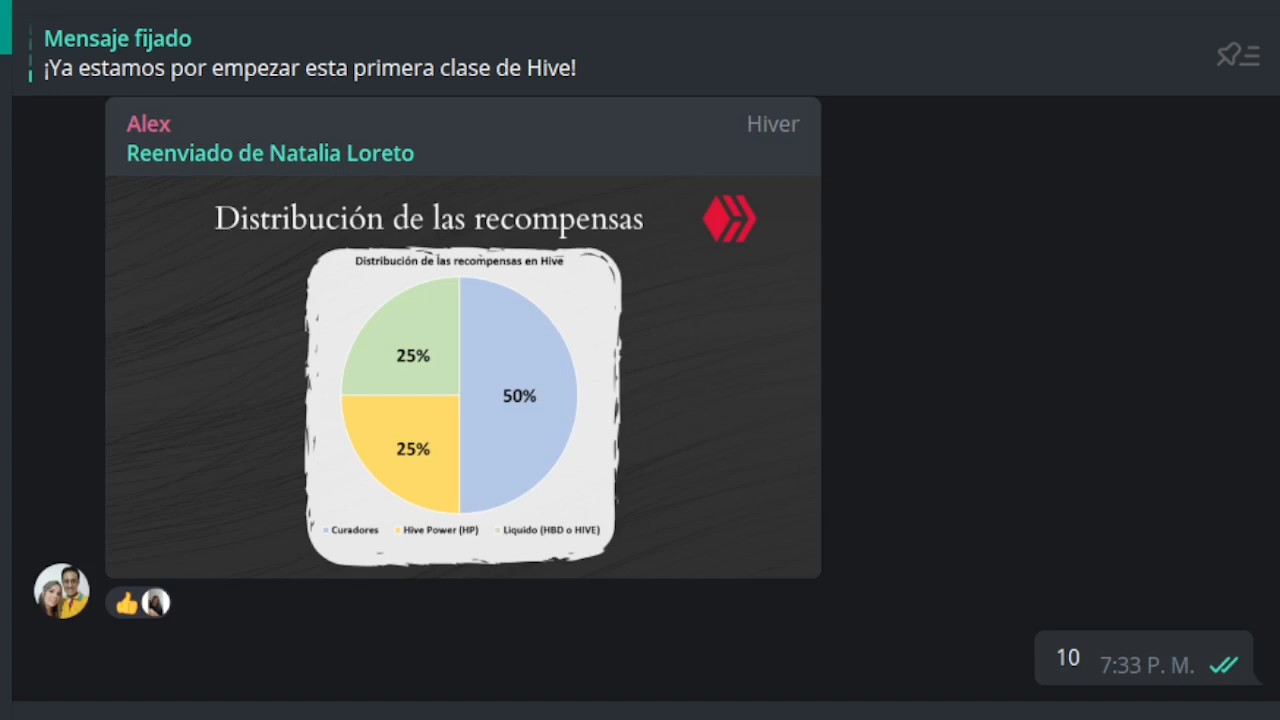 Mensaje fijado
¡Ya estamos por empezar esta primera clase de Hive!
Alex Hiver
Reenviado de Natalia Loreto
Distribución de las recompensas
Distribución de las recompensas en Hive
25%
50%
25%
Curadores Hive Power (HP) Liquido (HBD o HIVE)
10 7:33 P. M.